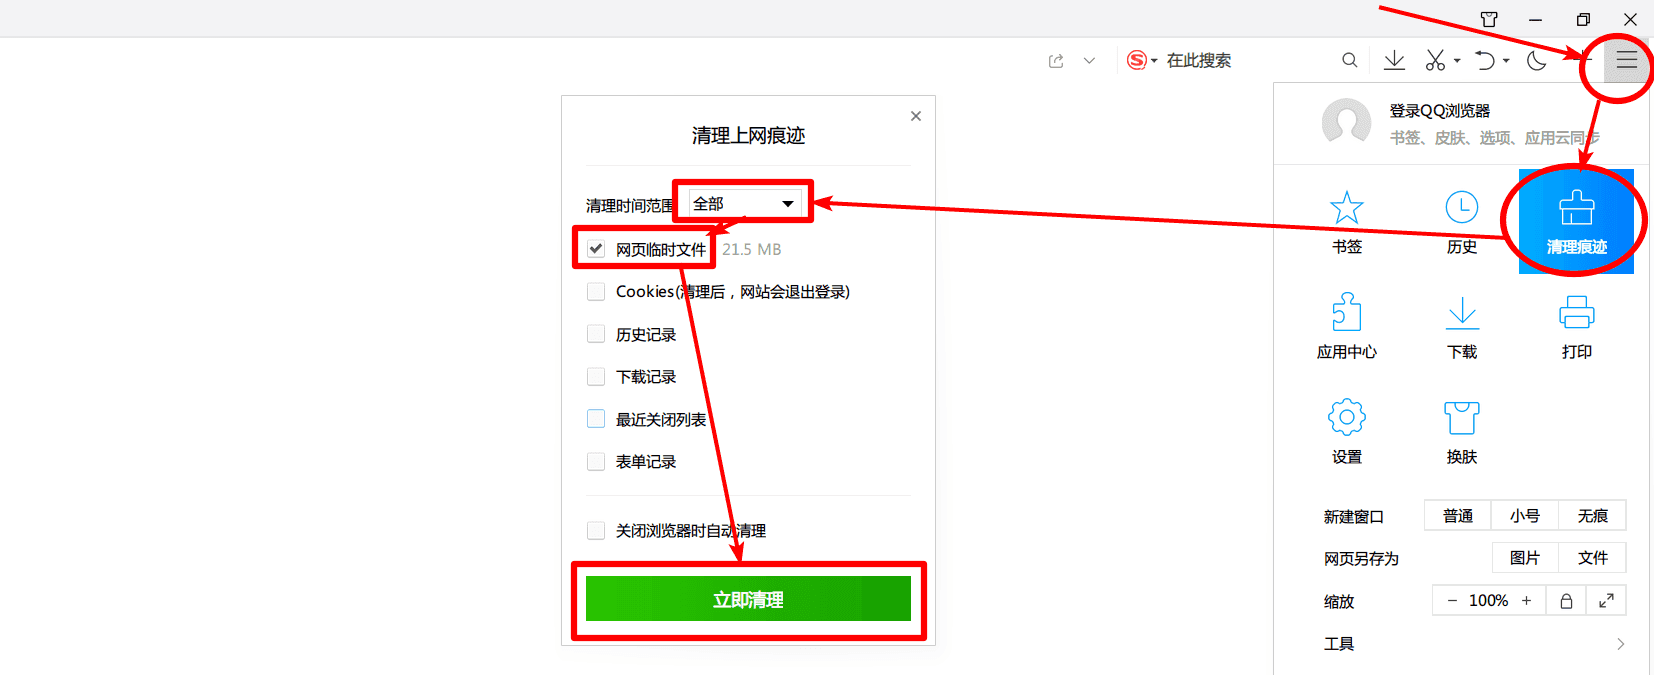 在此搜索
登录QQ浏览器
书签、皮肤、选项、应用云同步
书签
历史
清理痕迹
应用中心
下载
打印
设置
换肤
新建窗口 普通 小号 无痕
网页另存为 图片 文件
缩放 − 100% +
工具
清理上网痕迹
清理时间范围 全部
网页临时文件 21.5 MB
Cookies(清理后，网站会退出登录)
历史记录
下载记录
最近关闭列表
表单记录
关闭浏览器时自动清理
立即清理